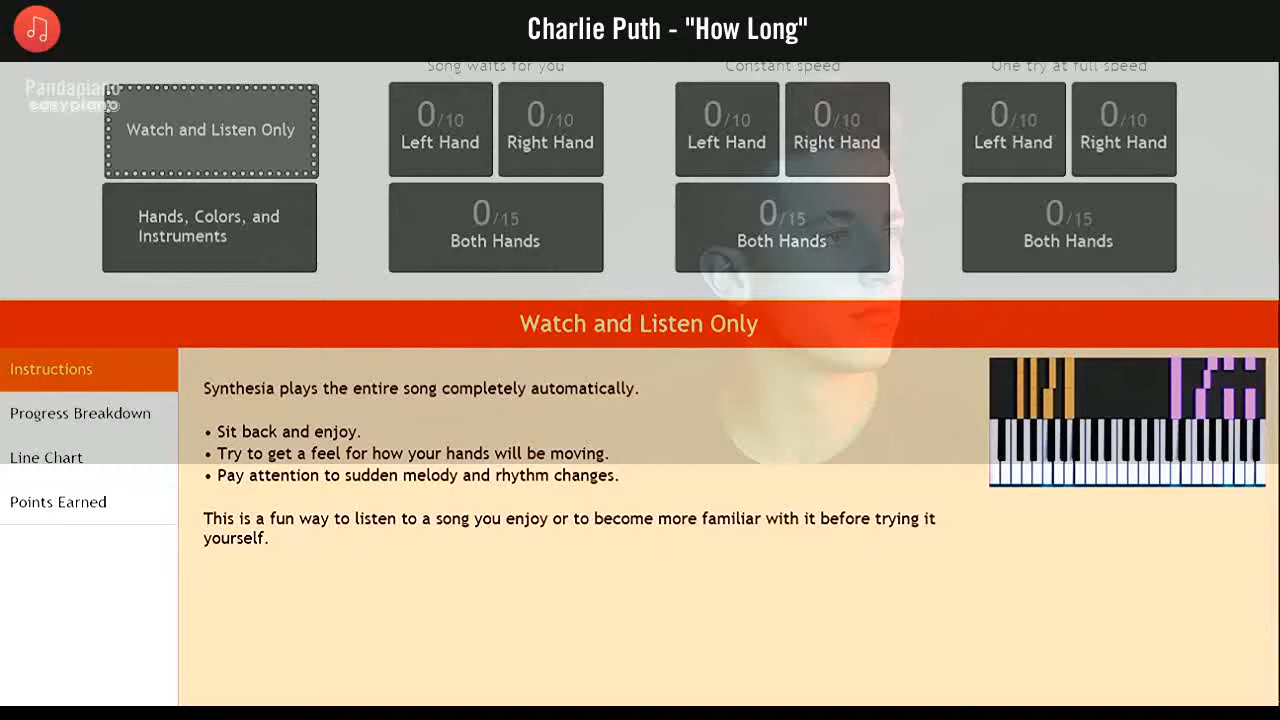 Charlie Puth - "How Long"
Pandapiano
easypiano
Song waits for you
Constant speed
One try at full speed
Watch and Listen Only
0/10
Left Hand
0/10
Right Hand
0/10
Left Hand
0/10
Right Hand
0/10
Left Hand
0/10
Right Hand
Hands, Colors, and
Instruments
0/15
Both Hands
0/15
Both Hands
0/15
Both Hands
Watch and Listen Only
Instructions
Progress Breakdown
Line Chart
Points Earned
Synthesia plays the entire song completely automatically.
• Sit back and enjoy.
• Try to get a feel for how your hands will be moving.
• Pay attention to sudden melody and rhythm changes.
This is a fun way to listen to a song you enjoy or to become more familiar with it before trying it
yourself.